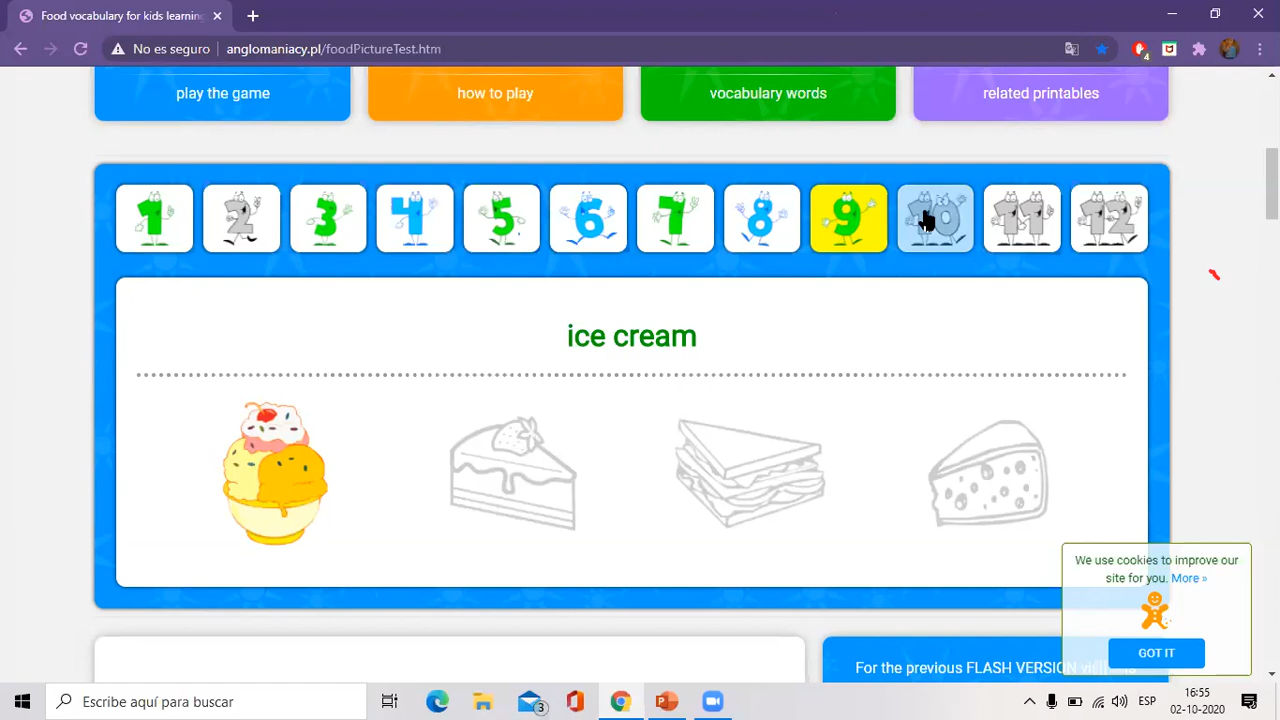 Food vocabulary for kids learning
No es seguro
anglomaniacy.pl/foodPictureTest.htm
4
play the game
how to play
vocabulary words
related printables
1 2 3 4 5 6 7 8 9 10 11 12
ice cream
We use cookies to improve our
site for you. More »
GOT IT
For the previous FLASH VERSION
Escribe aquí para buscar
3
ESP
16:55
02-10-2020